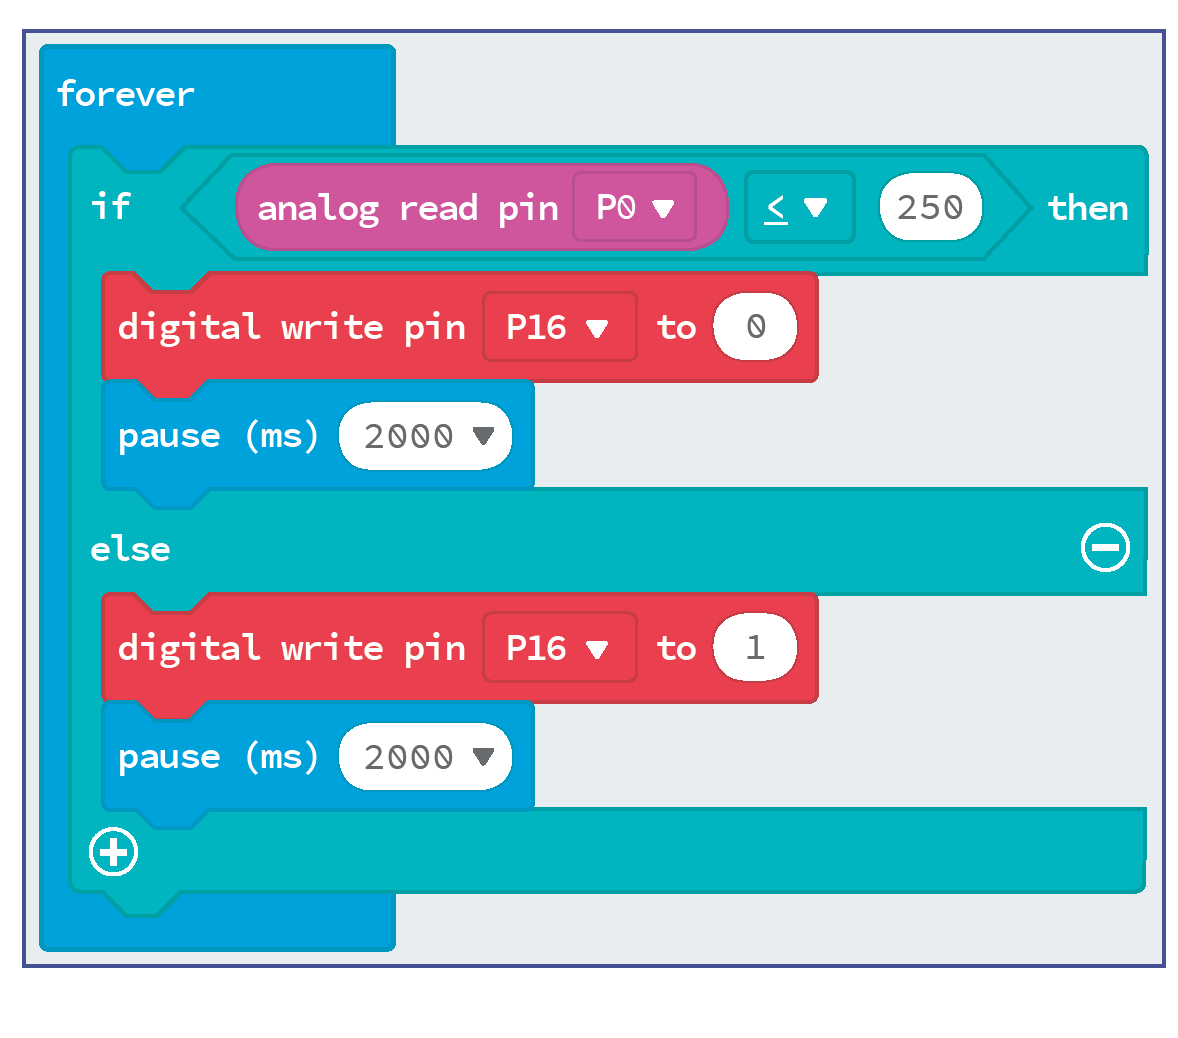 forever
if analog read pin P0 ≤ 250 then
digital write pin P16 to 0
pause (ms) 2000
else
digital write pin P16 to 1
pause (ms) 2000